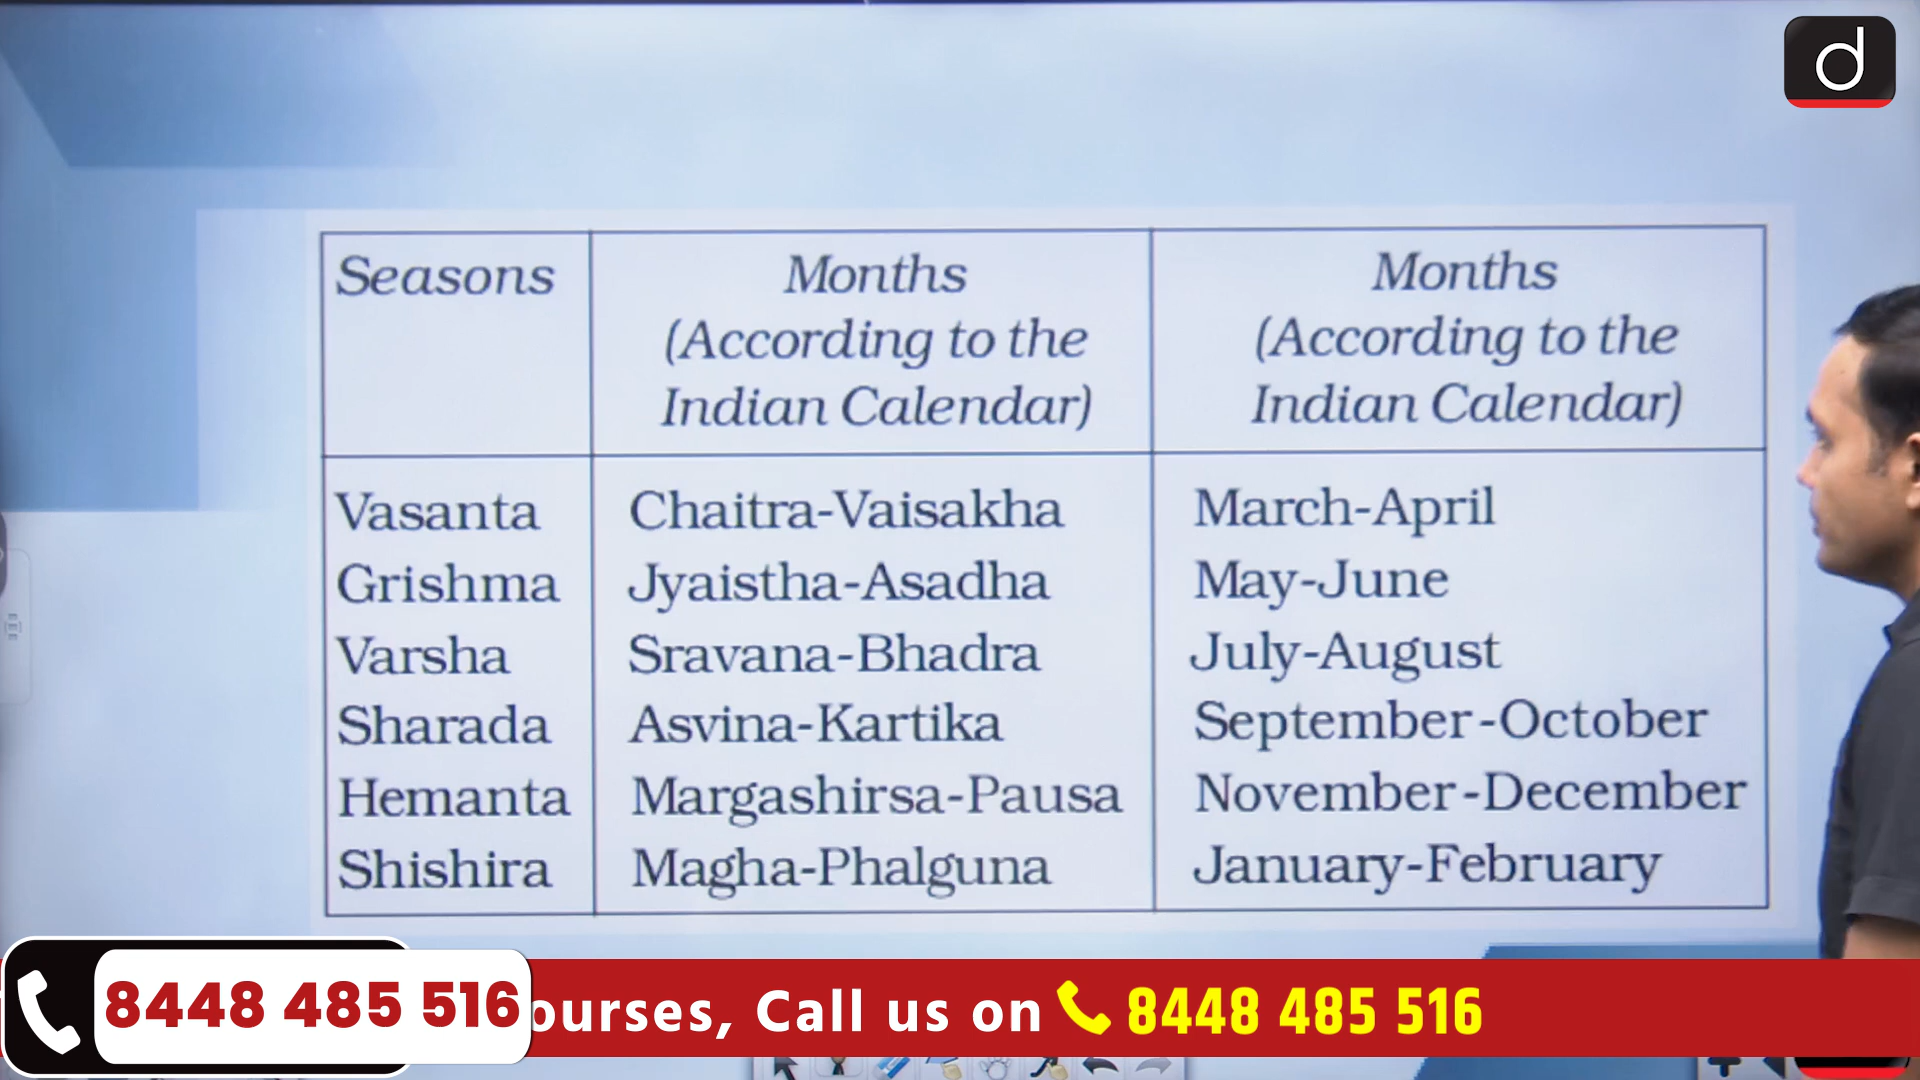 d
Seasons Months Months
(According to the (According to the
Indian Calendar) Indian Calendar)
Vasanta Chaitra-Vaisakha March-April
Grishma Jyaistha-Asadha May-June
Varsha Sravana-Bhadra July-August
Sharada Asvina-Kartika September-October
Hemanta Margashirsa-Pausa November-December
Shishira Magha-Phalguna January-February
8448 485 516 ourses, Call us on 8448 485 516